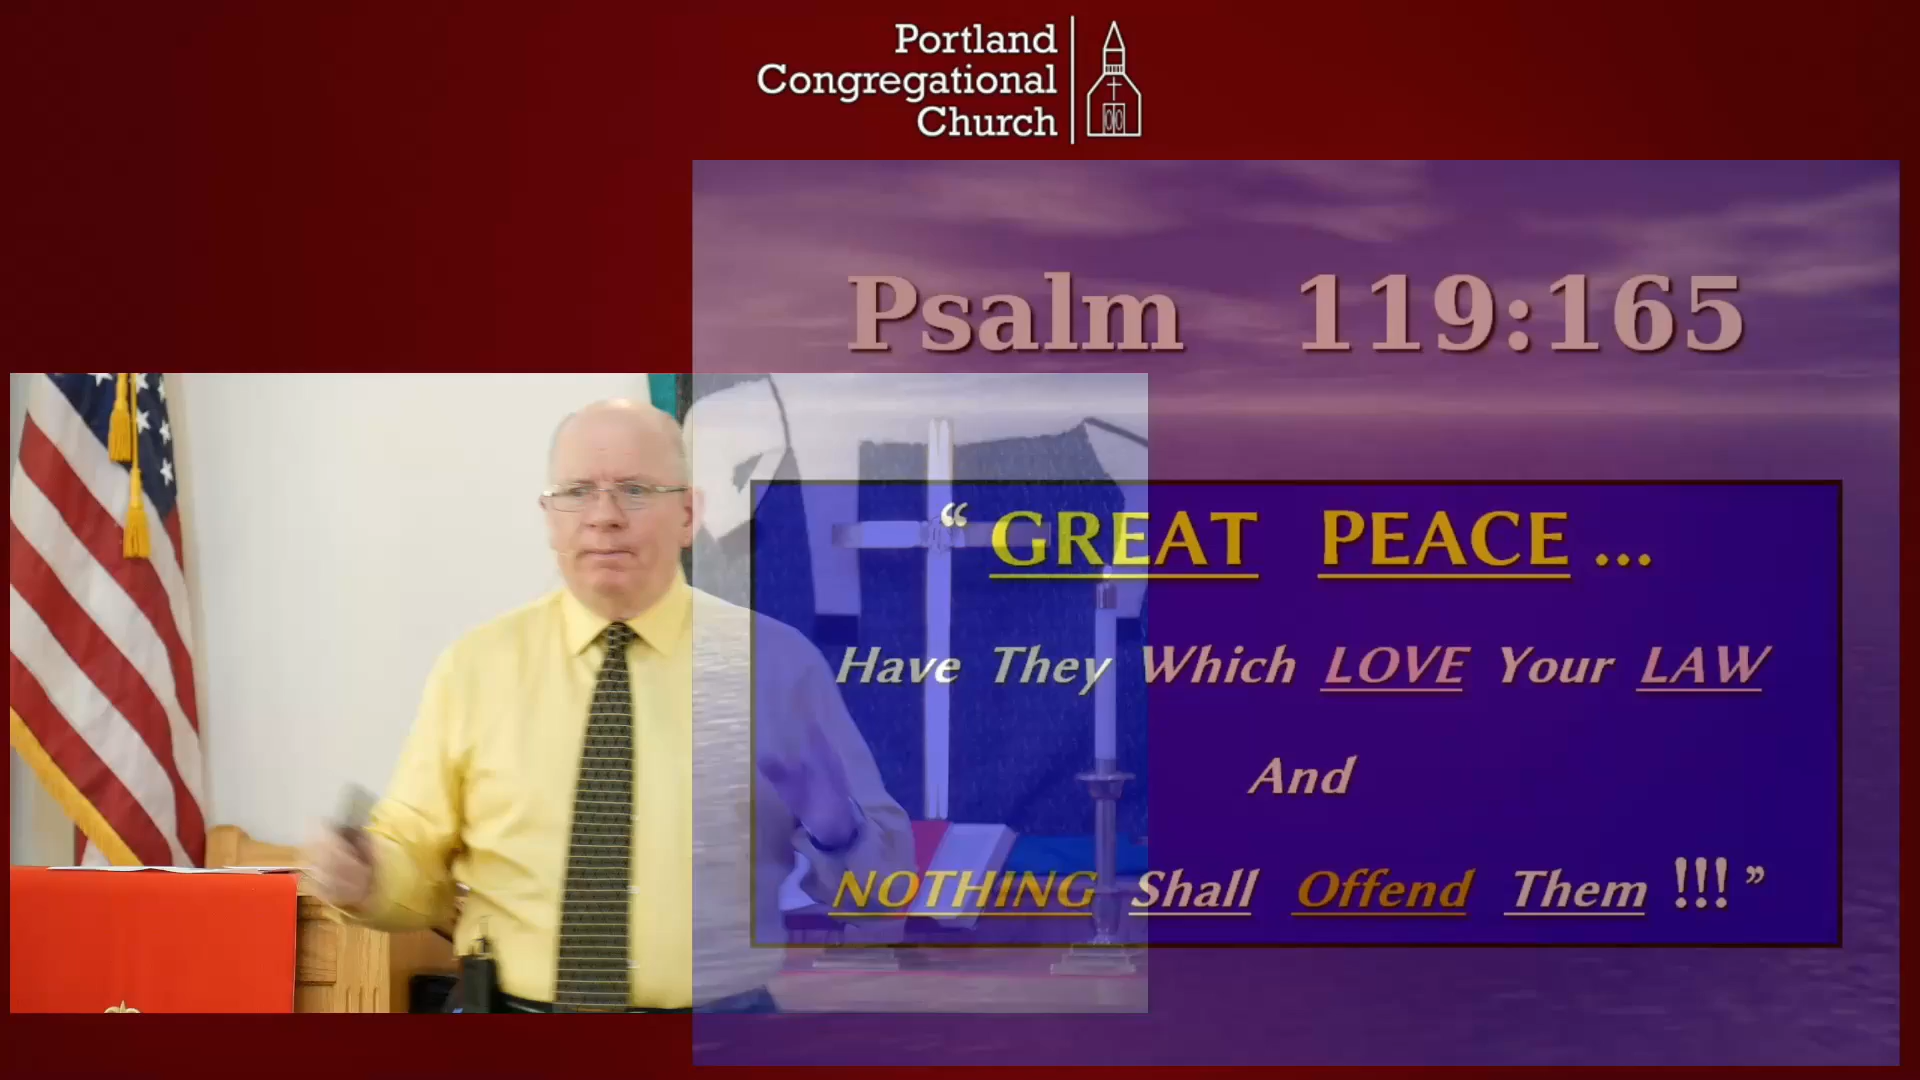 Portland
Congregational
Church
Psalm 119:165
“ GREAT PEACE ...
Have They Which LOVE Your LAW
And
NOTHING Shall Offend Them !!! ”